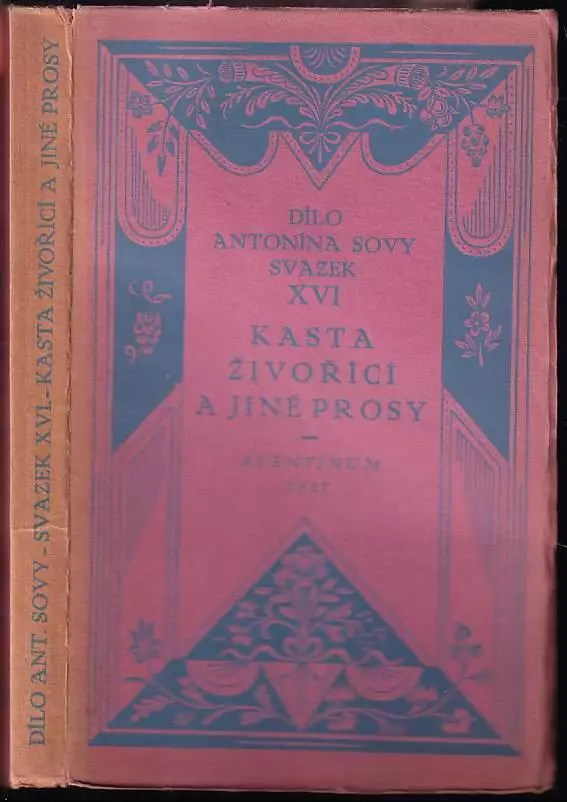 DÍLO ANT. SOVY - SVAZEK XVI. - KASTA ŽIVOŘÍCÍ A JINÉ PROSY
DÍLO
ANTONÍNA SOVY
SVAZEK
XVI
KASTA
ŽIVOŘÍCÍ
A JINÉ PROSY
AVENTINUM